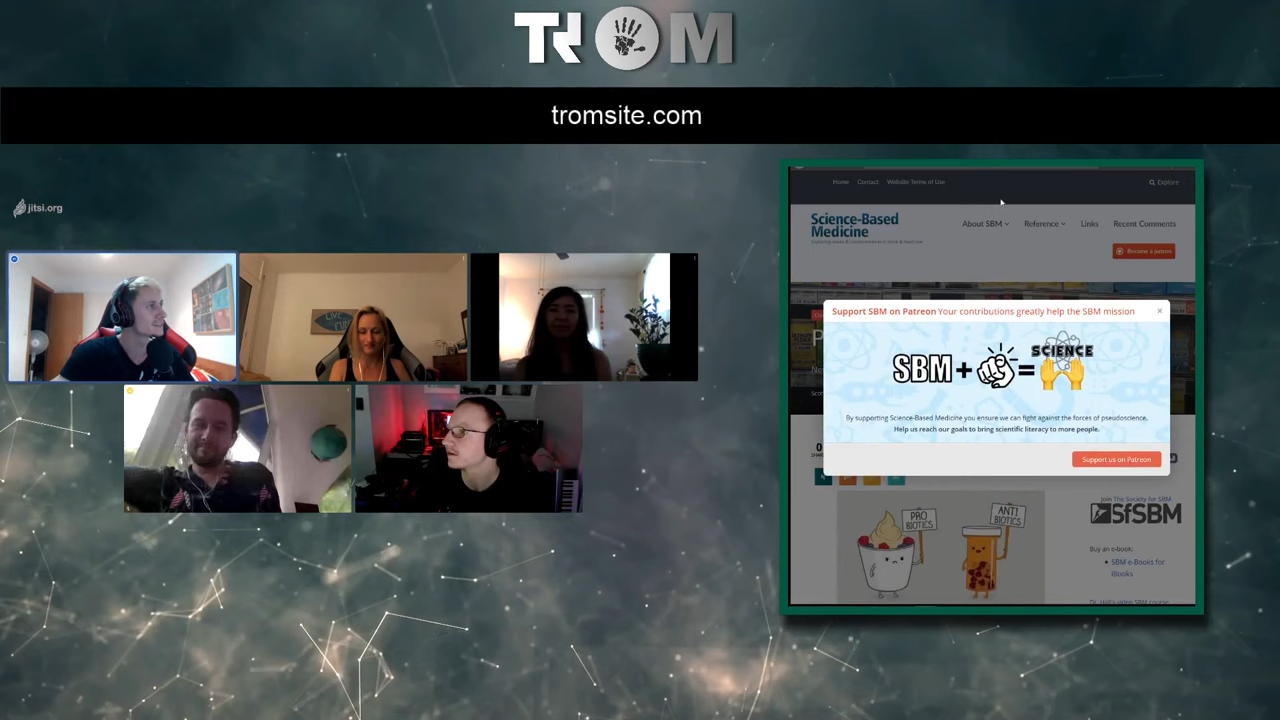 TROM
tromsite.com
jitsi.org
LIVE
Home Contact Website Terms of Use
Explore
Science-Based
Medicine
About SBM Reference Links Recent Comments
Become a patron
Support SBM on Patreon Your contributions greatly help the SBM mission
×
SBM + = SCIENCE
By supporting Science-Based Medicine you ensure we can fight against the forces of pseudoscience.
Help us reach our goals to bring scientific literacy to more people.
Support us on Patreon
PRO
BIOTICS
ANTI
BIOTICS
Join The Society for SBM
SfSBM
Buy an e-book:
SBM e-Books for
iBooks